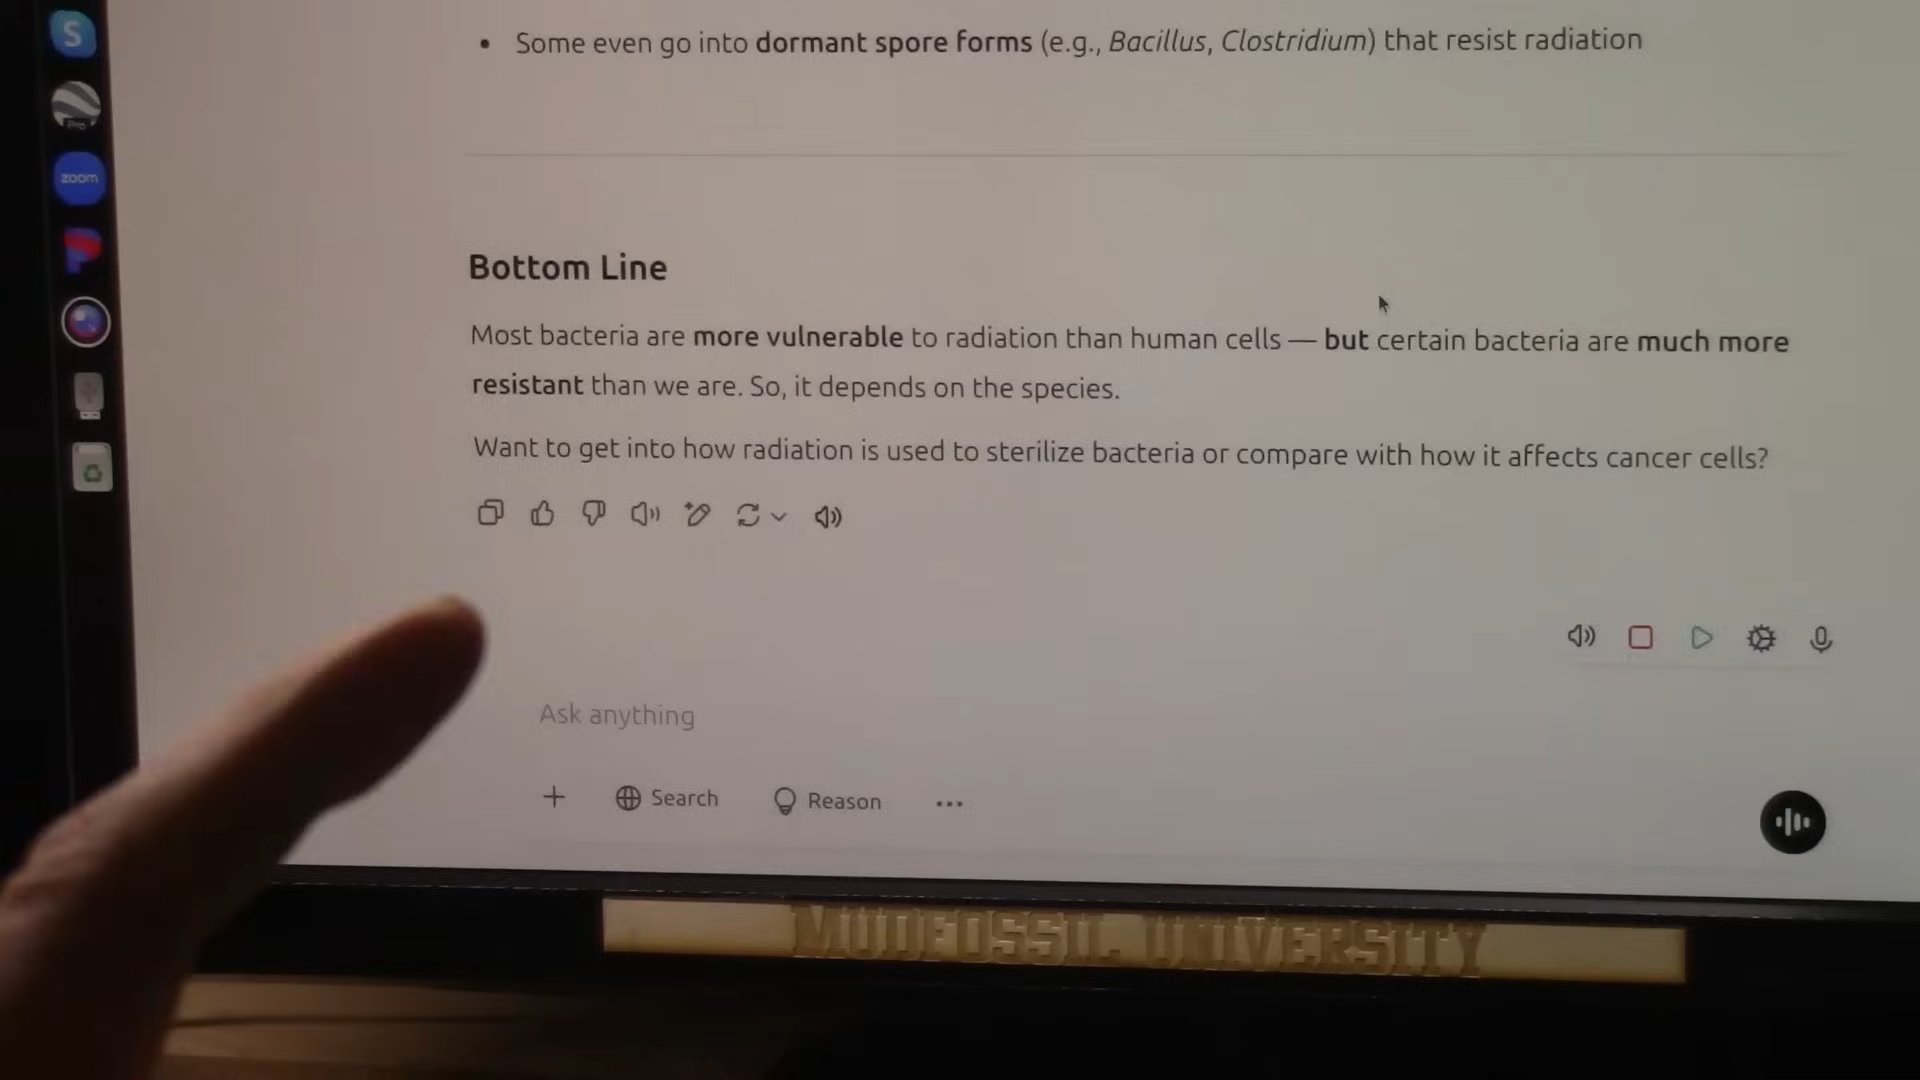 S
Pro
zoom
• Some even go into dormant spore forms (e.g., Bacillus, Clostridium) that resist radiation
Bottom Line
Most bacteria are more vulnerable to radiation than human cells — but certain bacteria are much more
resistant than we are. So, it depends on the species.
Want to get into how radiation is used to sterilize bacteria or compare with how it affects cancer cells?
Ask anything
+ Search Reason ...
MUDFOSSIL UNIVERSITY